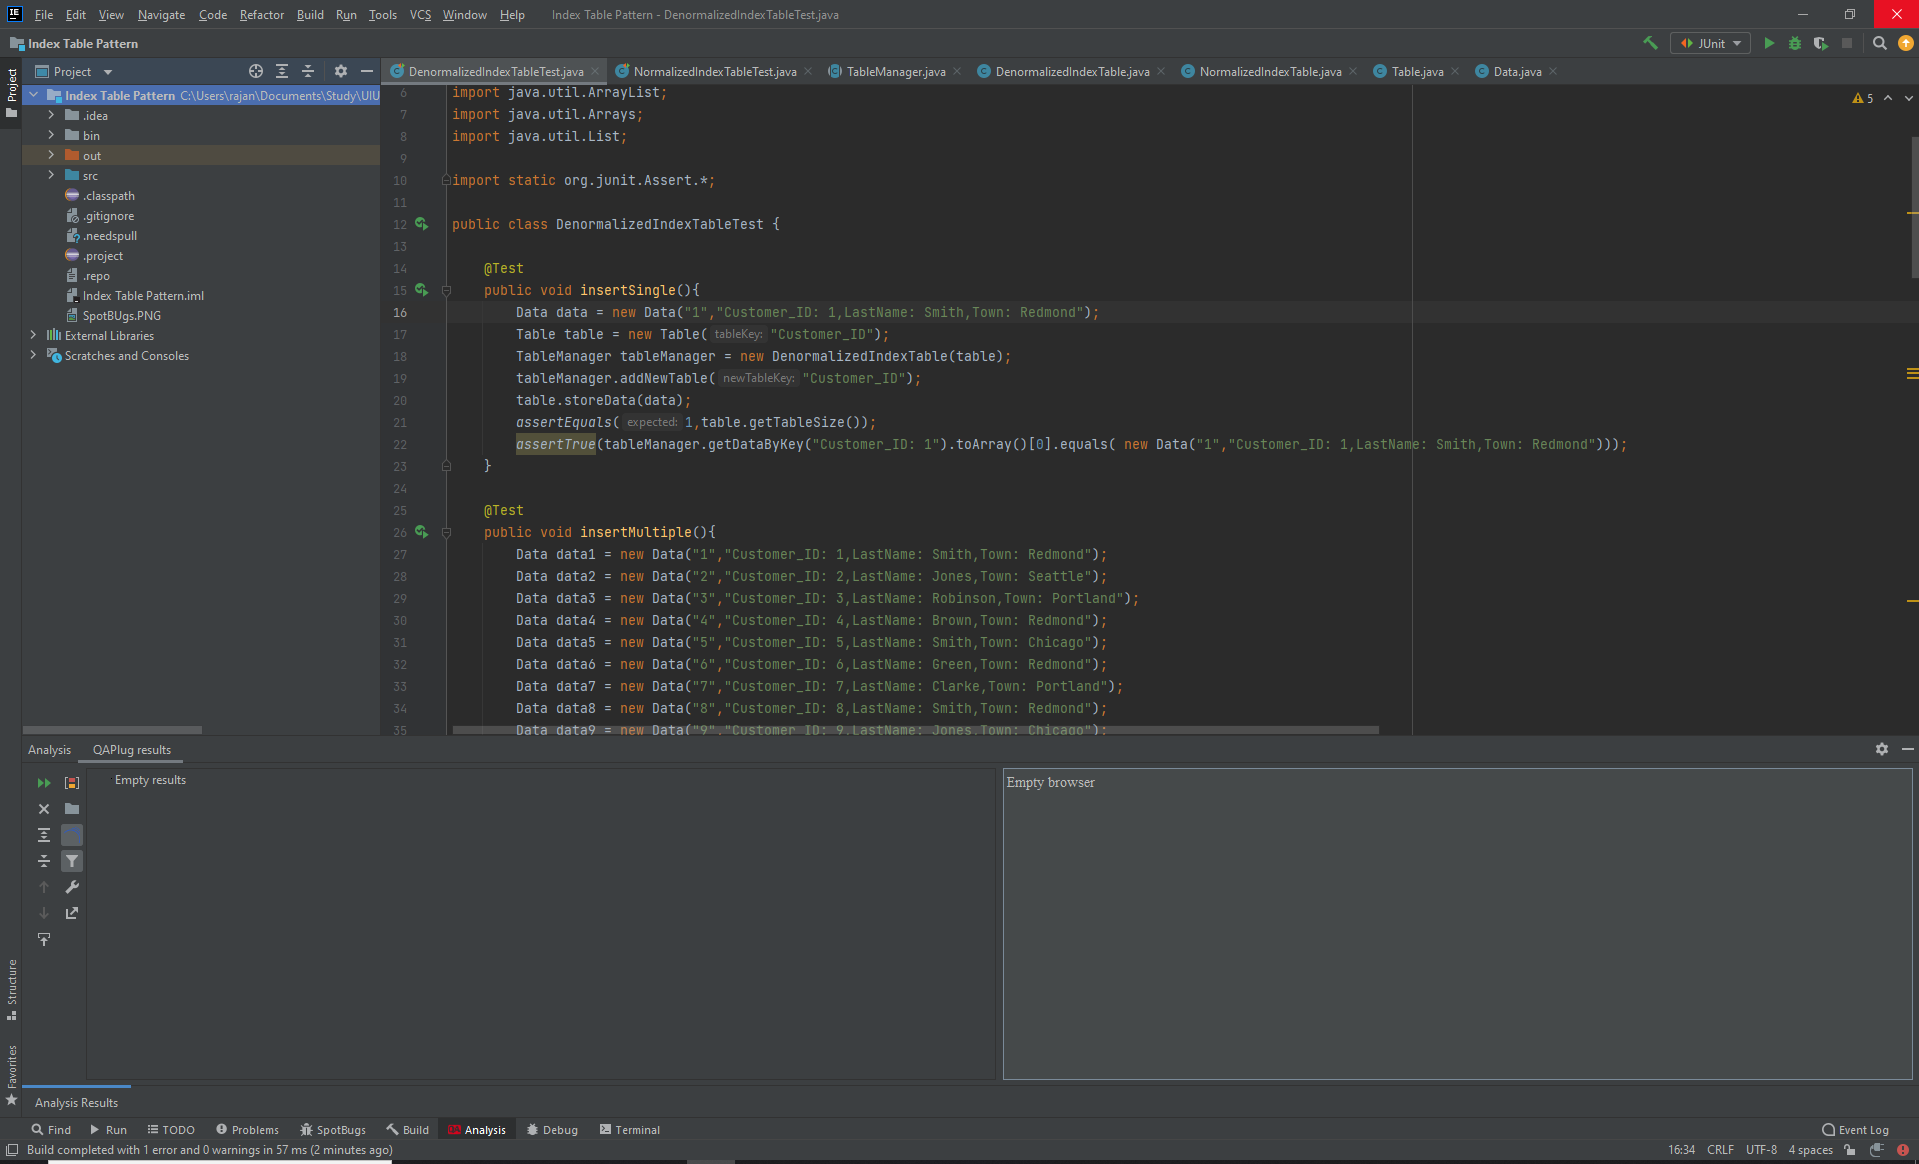 File Edit View Navigate Code Refactor Build Run Tools VCS Window Help Index Table Pattern - DenormalizedIndexTableTest.java
Index Table Pattern
JUnit
Project
Project
DenormalizedIndexTableTest.java NormalizedIndexTableTest.java TableManager.java DenormalizedIndexTable.java NormalizedIndexTable.java Table.java Data.java
Index Table Pattern C:\Users\rajan\Documents\Study\UIU
.idea
bin
out
src
.classpath
.gitignore
.needspull
.project
.repo
Index Table Pattern.iml
SpotBUgs.PNG
External Libraries
Scratches and Consoles
5
6 import java.util.ArrayList;
7 import java.util.Arrays;
8 import java.util.List;
9
10 import static org.junit.Assert.*;
11
12 public class DenormalizedIndexTableTest {
13
14 @Test
15 public void insertSingle(){
16 Data data = new Data("1","Customer_ID: 1,LastName: Smith,Town: Redmond");
17 Table table = new Table( tableKey: "Customer_ID");
18 TableManager tableManager = new DenormalizedIndexTable(table);
19 tableManager.addNewTable( newTableKey: "Customer_ID");
20 table.storeData(data);
21 assertEquals( expected: 1,table.getTableSize());
22 assertTrue(tableManager.getDataByKey("Customer_ID: 1").toArray()[0].equals( new Data("1","Customer_ID: 1,LastName: Smith,Town: Redmond")));
23 }
24
25 @Test
26 public void insertMultiple(){
27 Data data1 = new Data("1","Customer_ID: 1,LastName: Smith,Town: Redmond");
28 Data data2 = new Data("2","Customer_ID: 2,LastName: Jones,Town: Seattle");
29 Data data3 = new Data("3","Customer_ID: 3,LastName: Robinson,Town: Portland");
30 Data data4 = new Data("4","Customer_ID: 4,LastName: Brown,Town: Redmond");
31 Data data5 = new Data("5","Customer_ID: 5,LastName: Smith,Town: Chicago");
32 Data data6 = new Data("6","Customer_ID: 6,LastName: Green,Town: Redmond");
33 Data data7 = new Data("7","Customer_ID: 7,LastName: Clarke,Town: Portland");
34 Data data8 = new Data("8","Customer_ID: 8,LastName: Smith,Town: Redmond");
35 Data data9 = new Data("9","Customer_ID: 9,LastName: Jones,Town: Chicago");
Analysis QAPlug results
Empty results
Empty browser
Structure
Favorites
Analysis Results
Find Run TODO Problems SpotBugs Build Analysis Debug Terminal Event Log
Build completed with 1 error and 0 warnings in 57 ms (2 minutes ago) 16:34 CRLF UTF-8 4 spaces